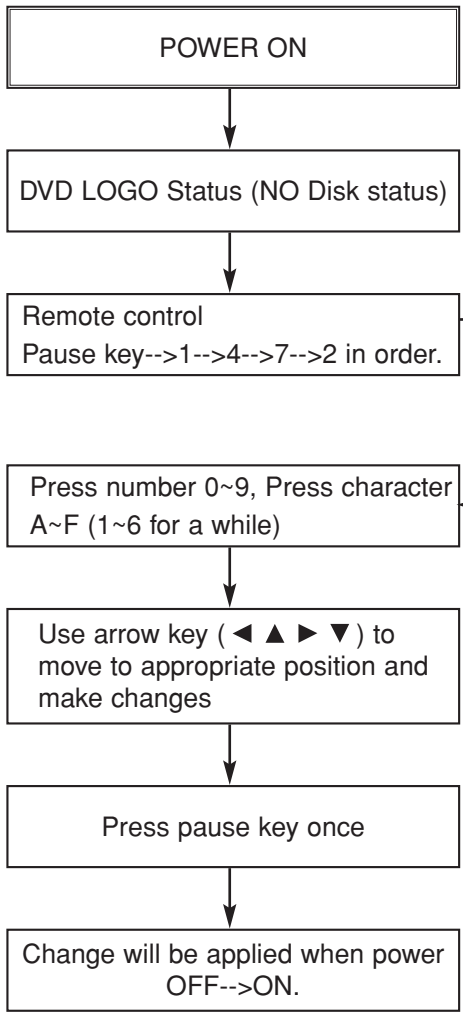 POWER ON
DVD LOGO Status (NO Disk status)
Remote control
Pause key-->1-->4-->7-->2 in order.
Press number 0~9, Press character
A~F (1~6 for a while)
Use arrow key ( ◀ ▲ ▶ ▼ ) to
move to appropriate position and
make changes
Press pause key once
Change will be applied when power
OFF-->ON.